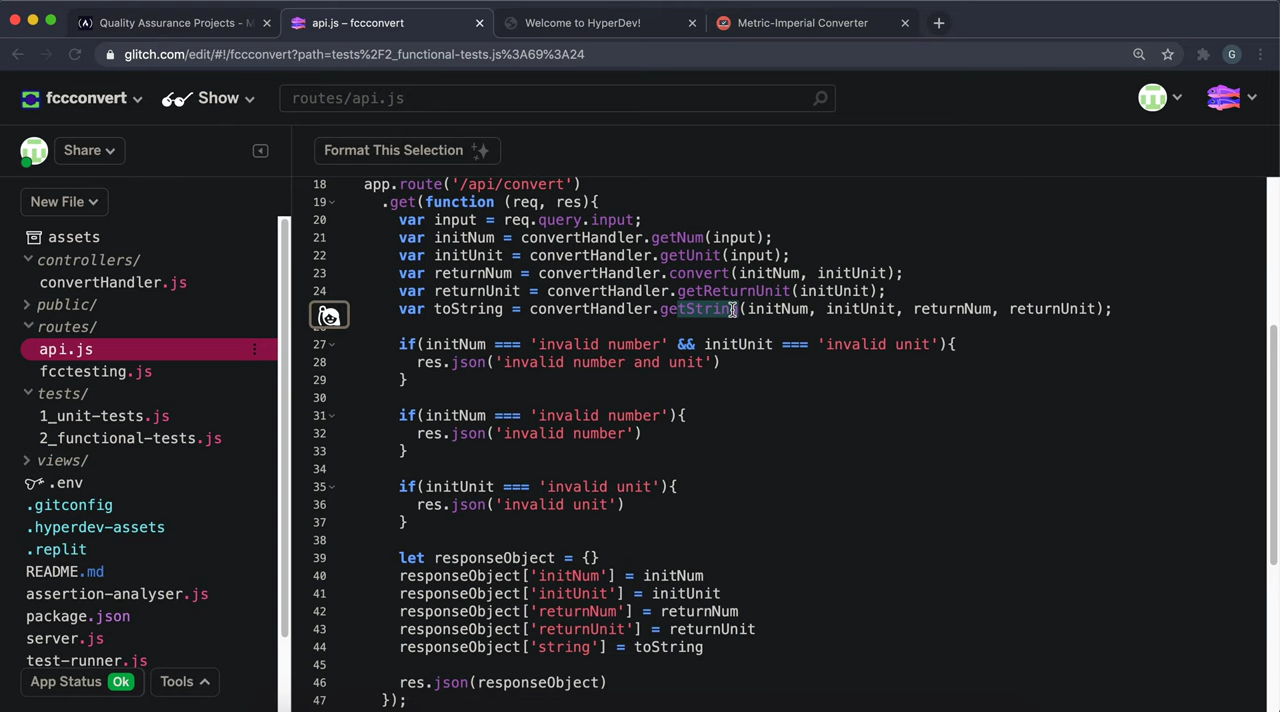 Quality Assurance Projects - M
api.js – fccconvert
Welcome to HyperDev!
Metric-Imperial Converter
glitch.com/edit/#!/fccconvert?path=tests%2F2_functional-tests.js%3A69%3A24
G
fccconvert
Show
routes/api.js
Share
Format This Selection
New File
assets
controllers/
convertHandler.js
public/
routes/
api.js
fcctesting.js
tests/
1_unit-tests.js
2_functional-tests.js
views/
.env
.gitconfig
.hyperdev-assets
.replit
README.md
assertion-analyser.js
package.json
server.js
test-runner.js
App Status Ok
Tools
18 app.route('/api/convert')
19 .get(function (req, res){
20 var input = req.query.input;
21 var initNum = convertHandler.getNum(input);
22 var initUnit = convertHandler.getUnit(input);
23 var returnNum = convertHandler.convert(initNum, initUnit);
24 var returnUnit = convertHandler.getReturnUnit(initUnit);
var toString = convertHandler.getString(initNum, initUnit, returnNum, returnUnit);
27 if(initNum === 'invalid number' && initUnit === 'invalid unit'){
28 res.json('invalid number and unit')
29 }
30
31 if(initNum === 'invalid number'){
32 res.json('invalid number')
33 }
34
35 if(initUnit === 'invalid unit'){
36 res.json('invalid unit')
37 }
38
39 let responseObject = {}
40 responseObject['initNum'] = initNum
41 responseObject['initUnit'] = initUnit
42 responseObject['returnNum'] = returnNum
43 responseObject['returnUnit'] = returnUnit
44 responseObject['string'] = toString
45
46 res.json(responseObject)
47 });